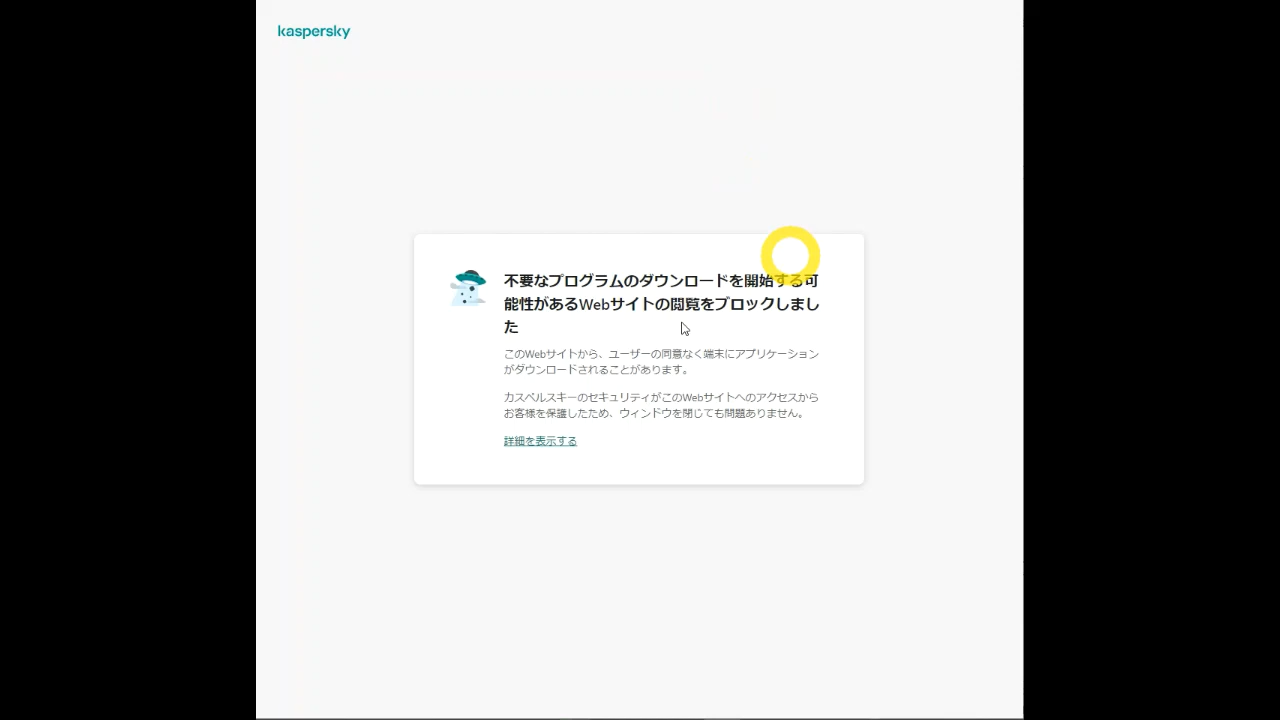 kaspersky
不要なプログラムのダウンロードを開始する可
能性があるWebサイトの閲覧をブロックしまし
た
このWebサイトから、ユーザーの同意なく端末にアプリケーション
がダウンロードされることがあります。
カスペルスキーのセキュリティがこのWebサイトへのアクセスから
お客様を保護したため、ウィンドウを閉じても問題ありません。
詳細を表示する